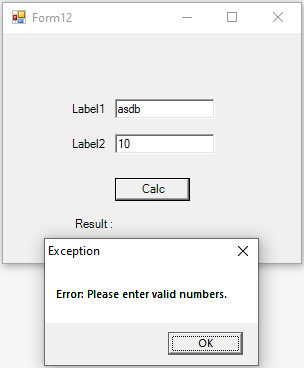 Form12
Label1 asdb
Label2 10
Calc
Result :
Exception
Error: Please enter valid numbers.
OK